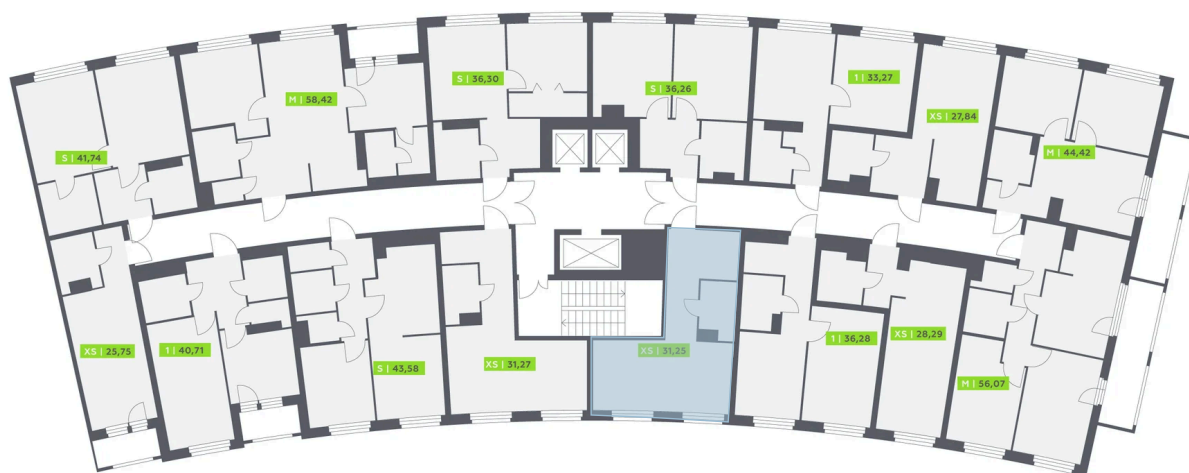 S | 36,30
1 | 33,27
S | 36,26
M | 58,42
XS | 27,84
M | 44,42
S | 41,74
XS | 25,75
1 | 40,71
S | 43,58
XS | 31,27
XS | 31,25
1 | 36,28
XS | 28,29
M | 56,07